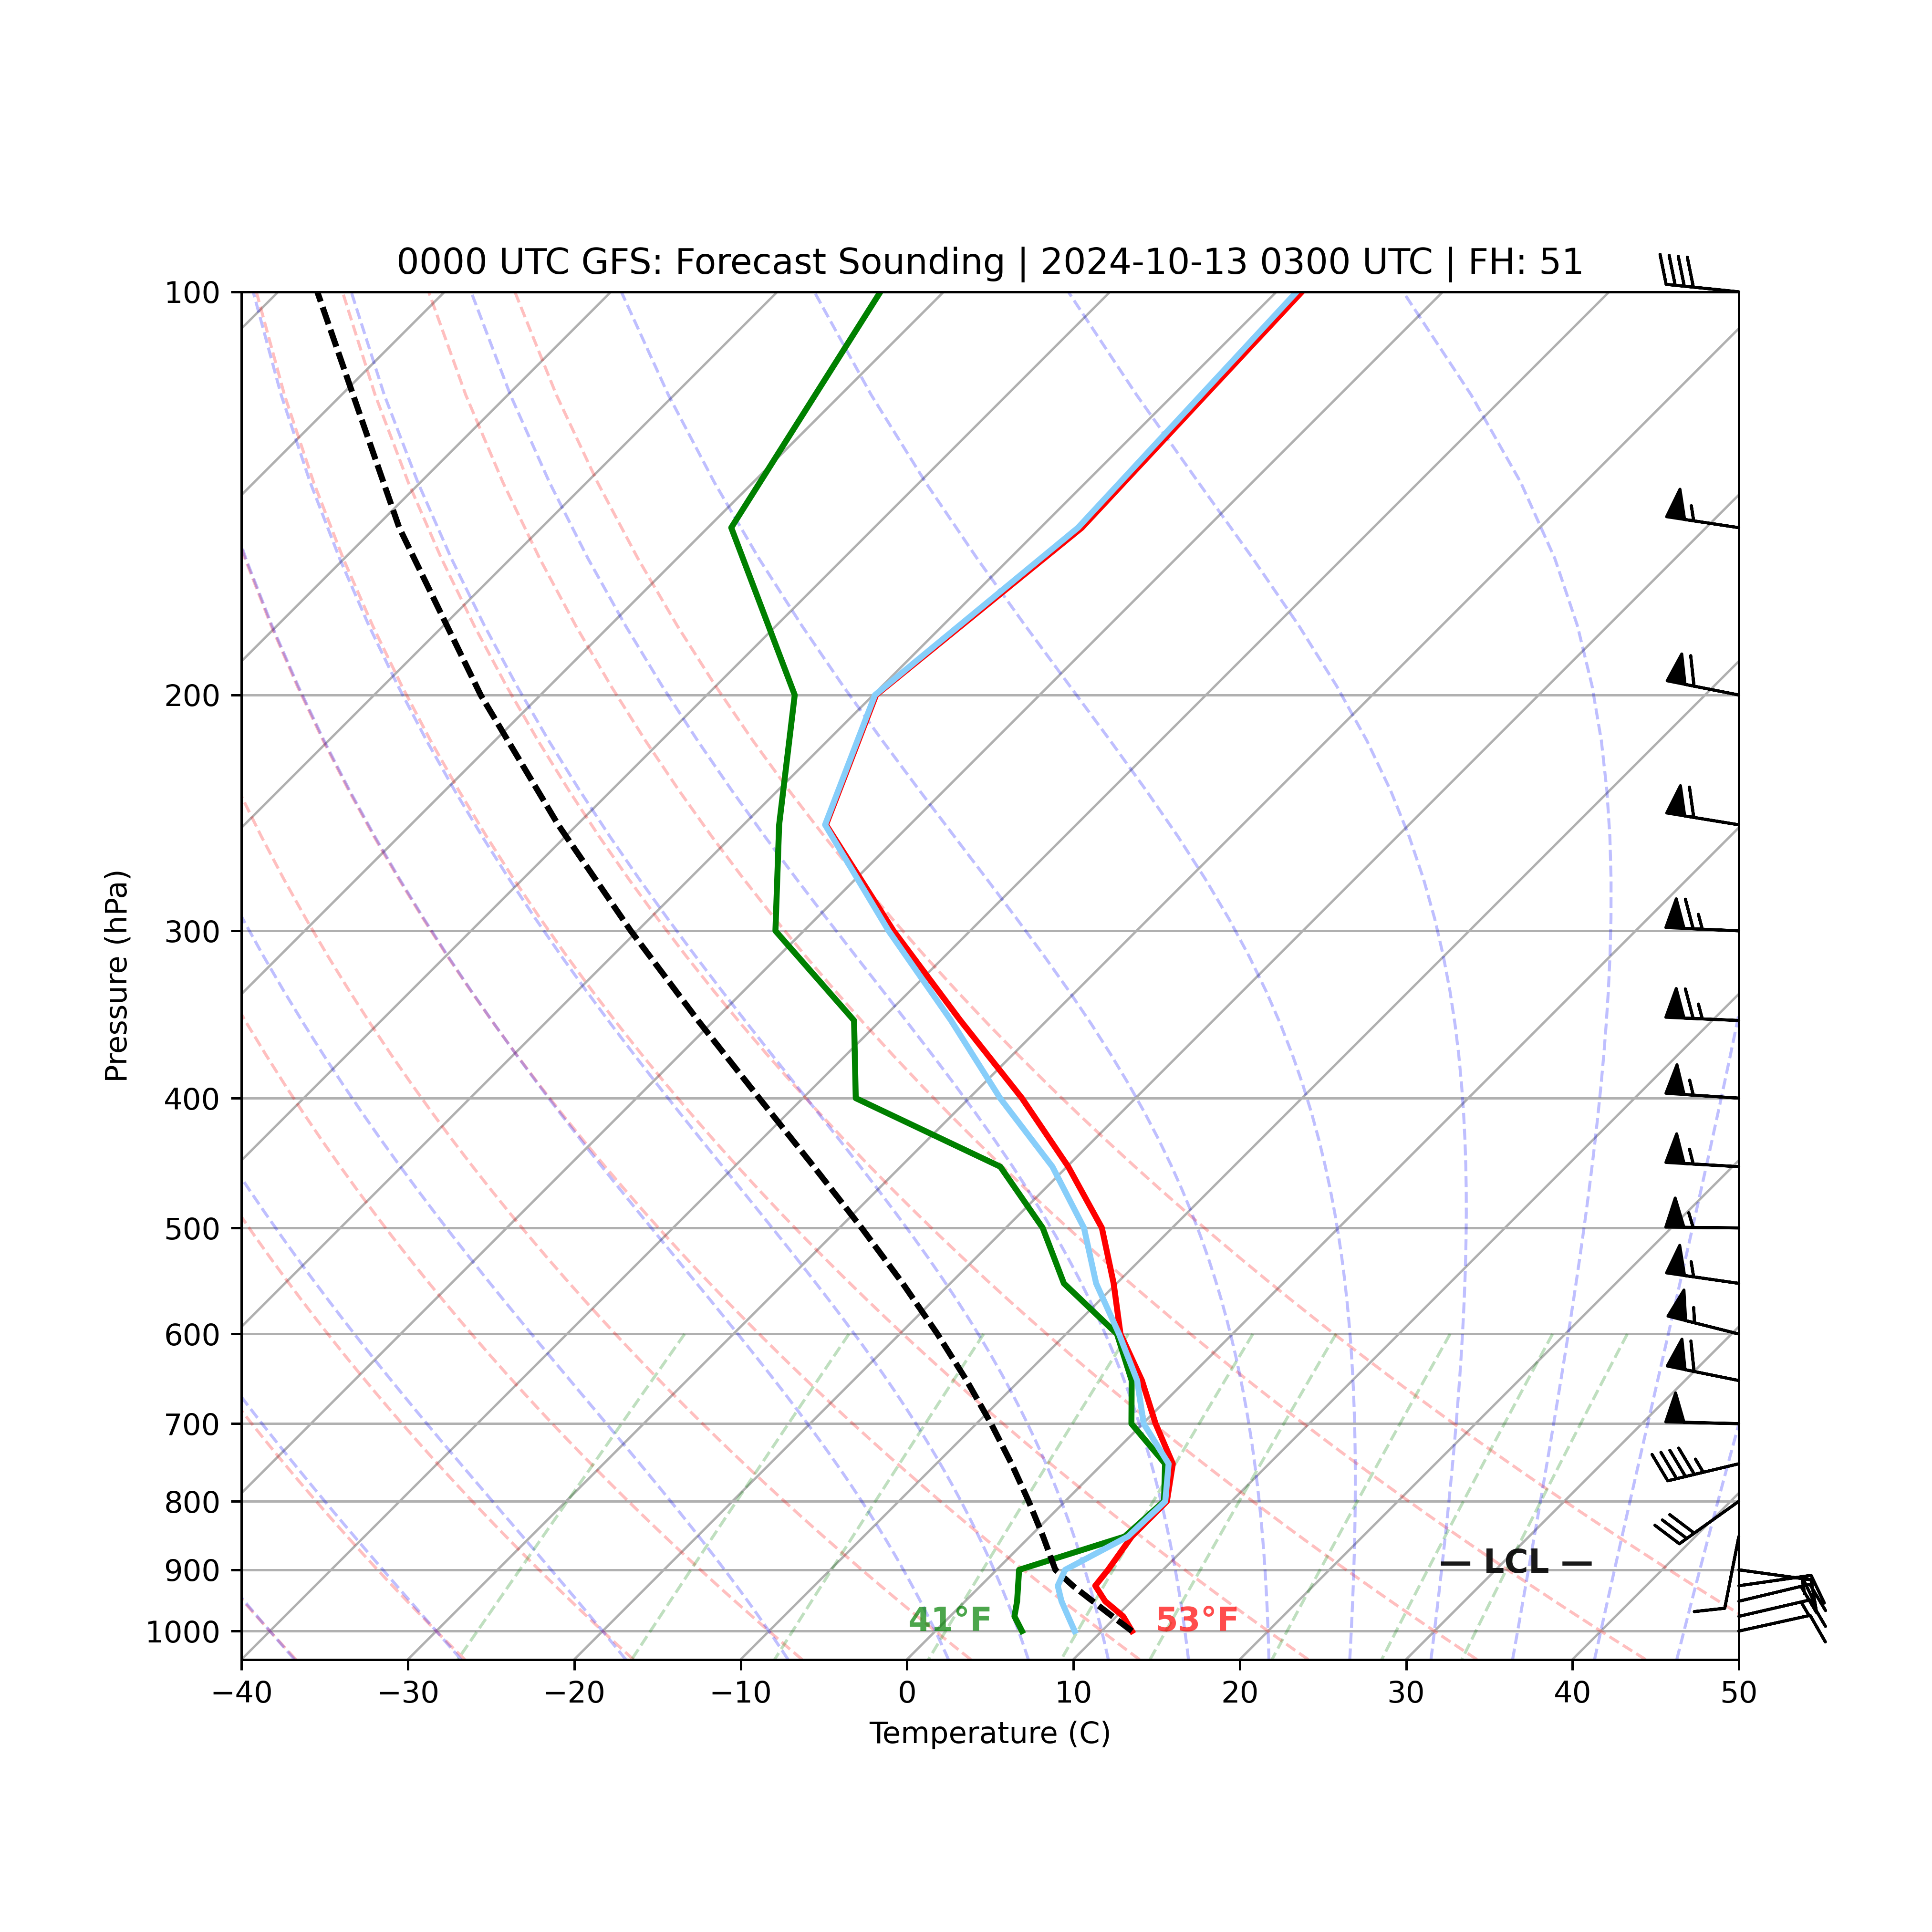 0000 UTC GFS: Forecast Sounding | 2024-10-13 0300 UTC | FH: 51
100
200
300
400
500
600
700
800
900
1000
Pressure (hPa)
— LCL —
41°F
53°F
−40 −30 −20 −10 0 10 20 30 40 50
Temperature (C)